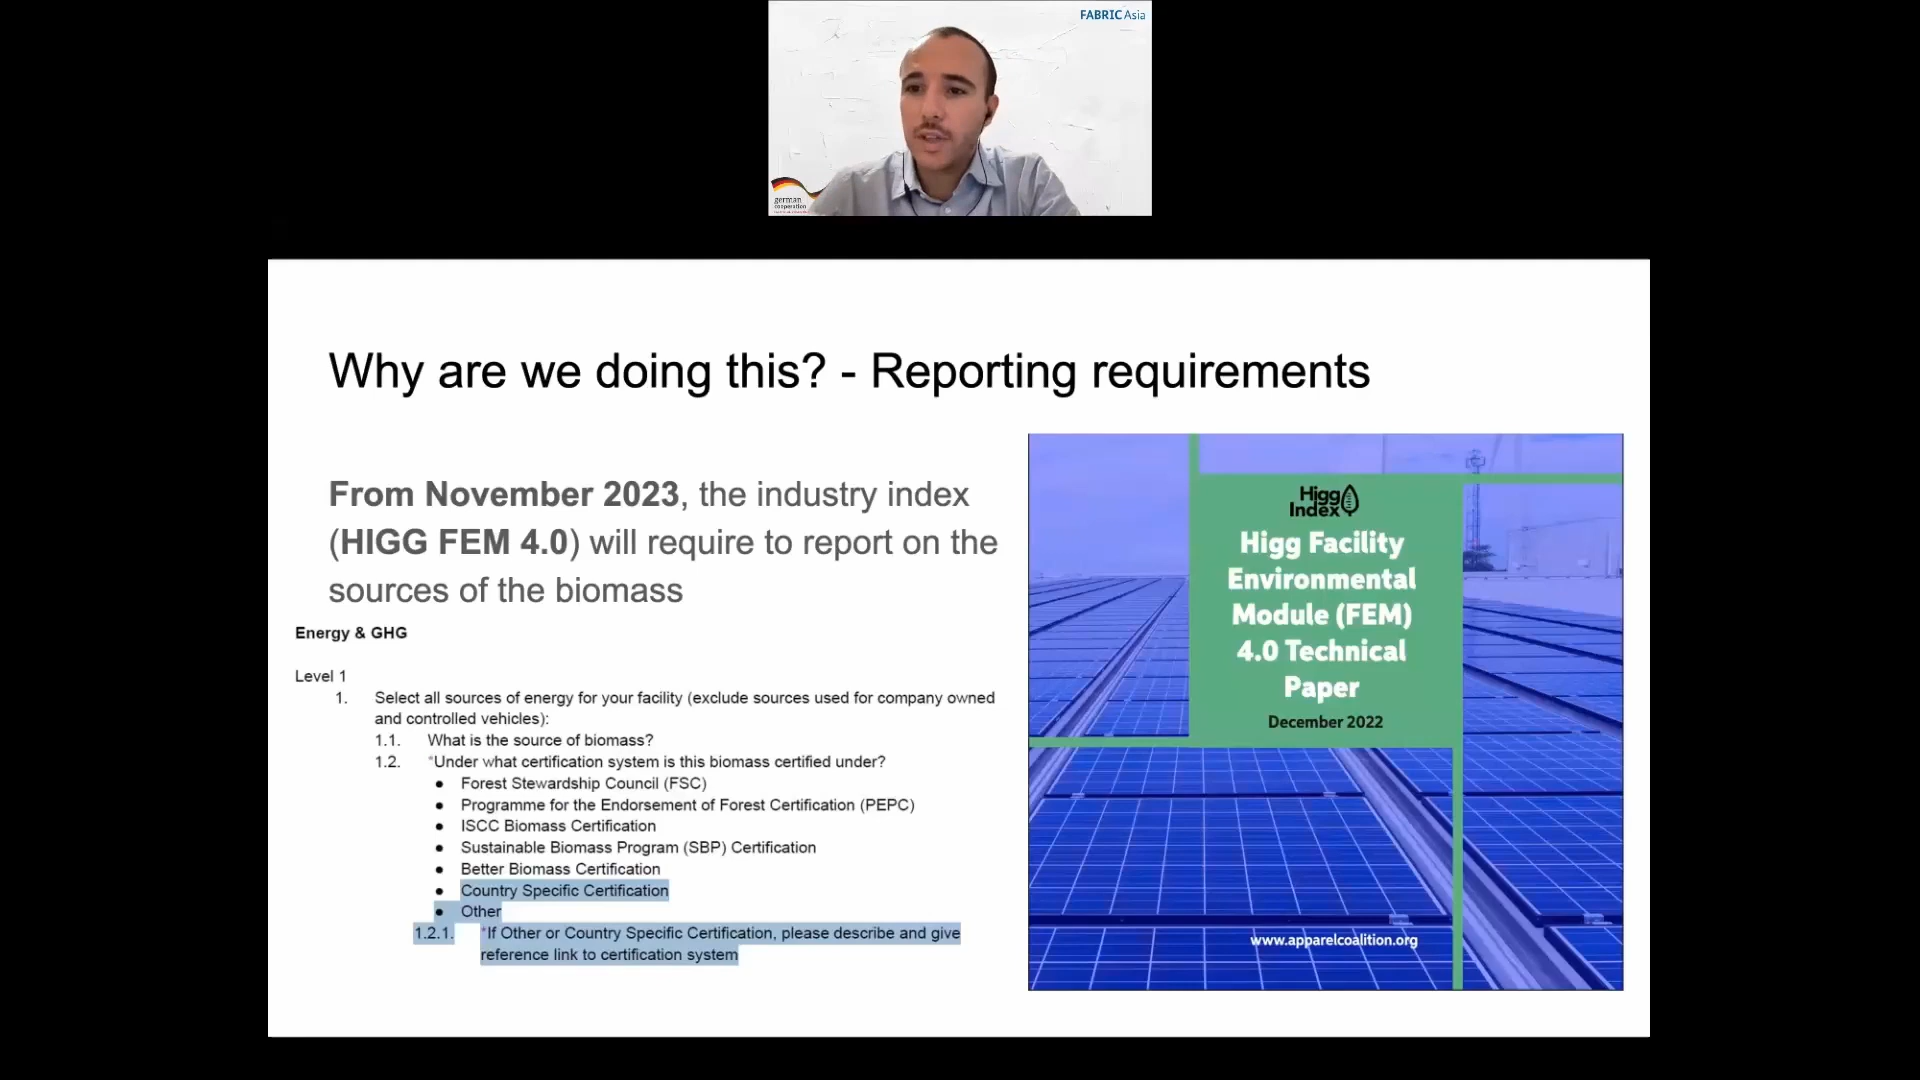 FABRIC Asia
german
cooperation
Why are we doing this? - Reporting requirements
From November 2023, the industry index
(HIGG FEM 4.0) will require to report on the
sources of the biomass
Energy & GHG
Level 1
1. Select all sources of energy for your facility (exclude sources used for company owned
and controlled vehicles):
1.1. What is the source of biomass?
1.2. *Under what certification system is this biomass certified under?
● Forest Stewardship Council (FSC)
● Programme for the Endorsement of Forest Certification (PEPC)
● ISCC Biomass Certification
● Sustainable Biomass Program (SBP) Certification
● Better Biomass Certification
● Country Specific Certification
● Other
1.2.1. *If Other or Country Specific Certification, please describe and give
reference link to certification system
Higg
Index
Higg Facility
Environmental
Module (FEM)
4.0 Technical
Paper
December 2022
www.apparelcoalition.org